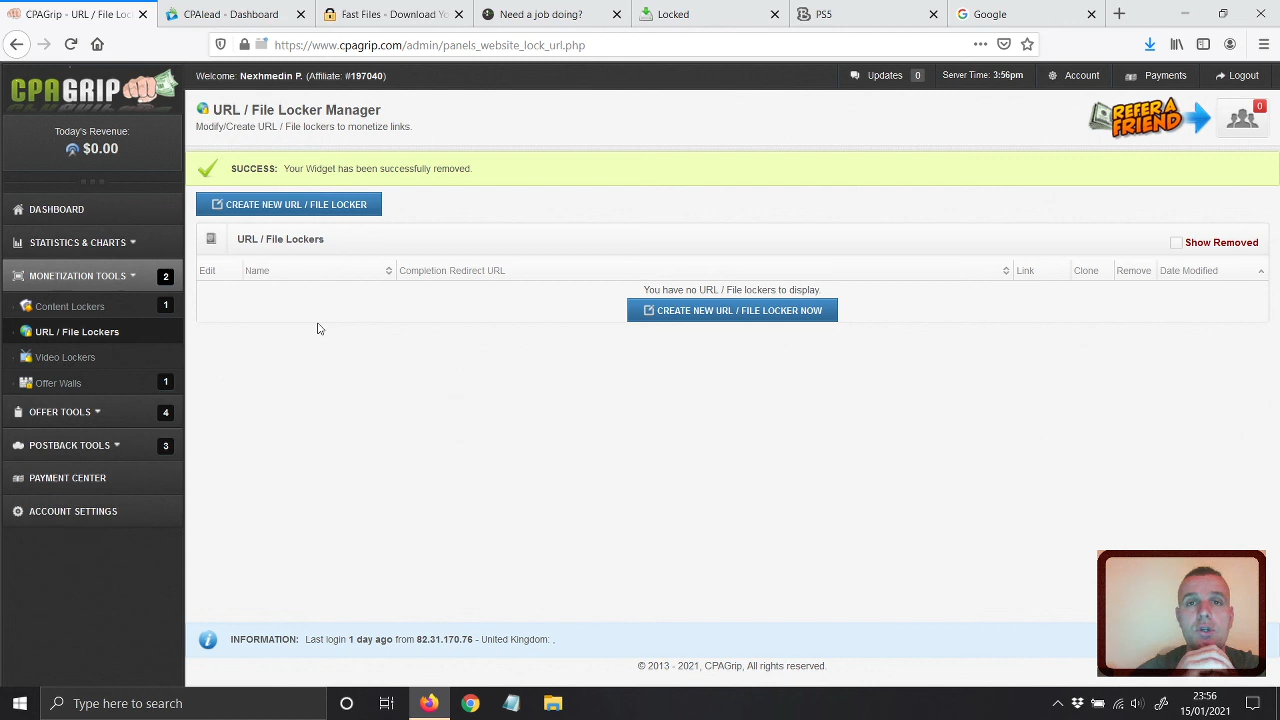 CPAGrip - URL / File Loc
CPAlead - Dashboard
Fast Files - Download Yo
Need a job doing?
Locked
PS5
Google
https://www.cpagrip.com/admin/panels_website_lock_url.php
CPAGRIP
Welcome: Nexhmedin P. (Affiliate: #197040)
Updates 0
Server Time: 3:56pm
Account
Payments
Logout
Today's Revenue:
$0.00
URL / File Locker Manager
Modify/Create URL / File lockers to monetize links.
REFER A FRIEND
0
SUCCESS: Your Widget has been successfully removed.
CREATE NEW URL / FILE LOCKER
DASHBOARD
STATISTICS & CHARTS
MONETIZATION TOOLS 2
Content Lockers 1
URL / File Lockers
Video Lockers
Offer Walls 1
OFFER TOOLS 4
POSTBACK TOOLS 3
PAYMENT CENTER
ACCOUNT SETTINGS
URL / File Lockers
Show Removed
Edit Name Completion Redirect URL Link Clone Remove Date Modified
You have no URL / File lockers to display.
CREATE NEW URL / FILE LOCKER NOW
INFORMATION: Last login 1 day ago from 82.31.170.76 - United Kingdom: ,
© 2013 - 2021, CPAGrip, All rights reserved.
Type here to search
23:56
15/01/2021